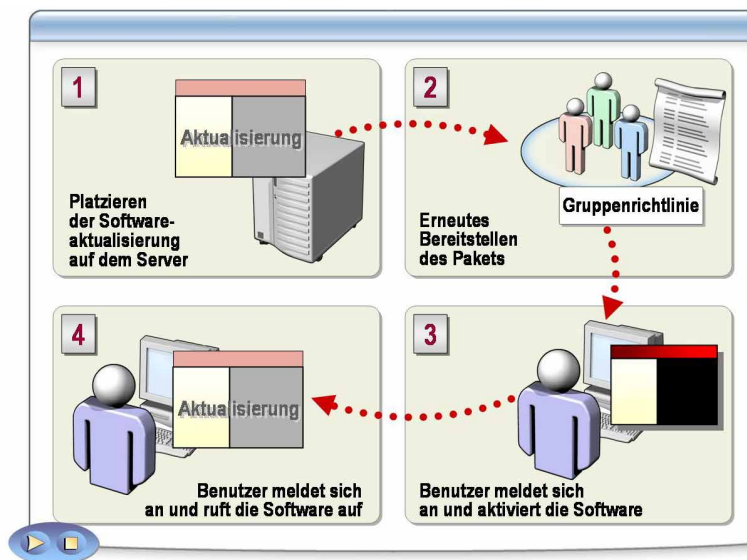 1
Aktualisierung
Platzieren
der Software-
aktualisierung
auf dem Server
2
Gruppenrichtlinie
Erneutes
Bereitstellen
des Pakets
4
Aktualisierung
Benutzer meldet sich
an und ruft die Software auf
3
Benutzer meldet sich
an und aktiviert die Software